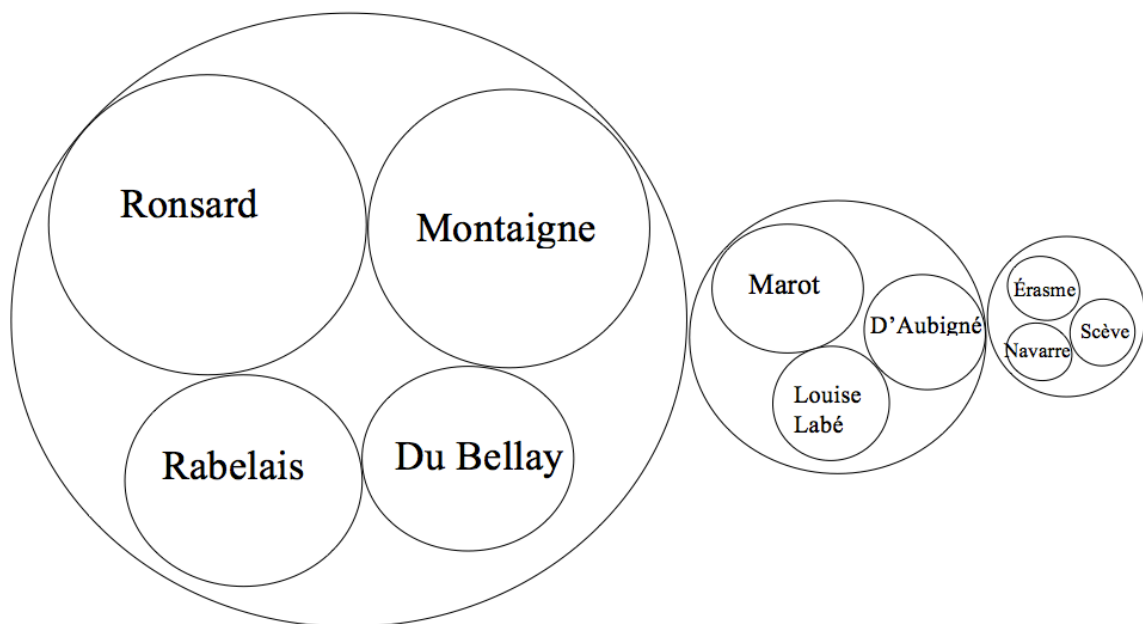 Ronsard
Montaigne
Rabelais
Du Bellay
Marot
D’Aubigné
Louise
Labé
Érasme
Scève
Navarre